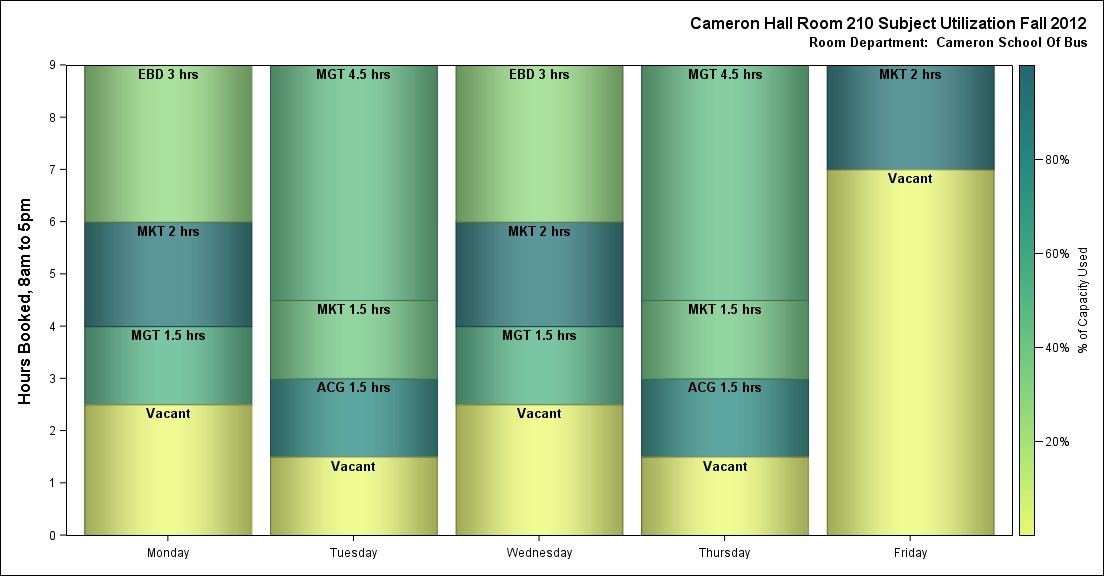 Cameron Hall Room 210 Subject Utilization Fall 2012
Room Department: Cameron School Of Bus
Hours Booked, 8am to 5pm
9
8
7
6
5
4
3
2
1
0
EBD 3 hrs
MKT 2 hrs
MGT 1.5 hrs
Vacant
MGT 4.5 hrs
MKT 1.5 hrs
ACG 1.5 hrs
Vacant
EBD 3 hrs
MKT 2 hrs
MGT 1.5 hrs
Vacant
MGT 4.5 hrs
MKT 1.5 hrs
ACG 1.5 hrs
Vacant
MKT 2 hrs
Vacant
Monday
Tuesday
Wednesday
Thursday
Friday
80%
60%
40%
20%
% of Capacity Used